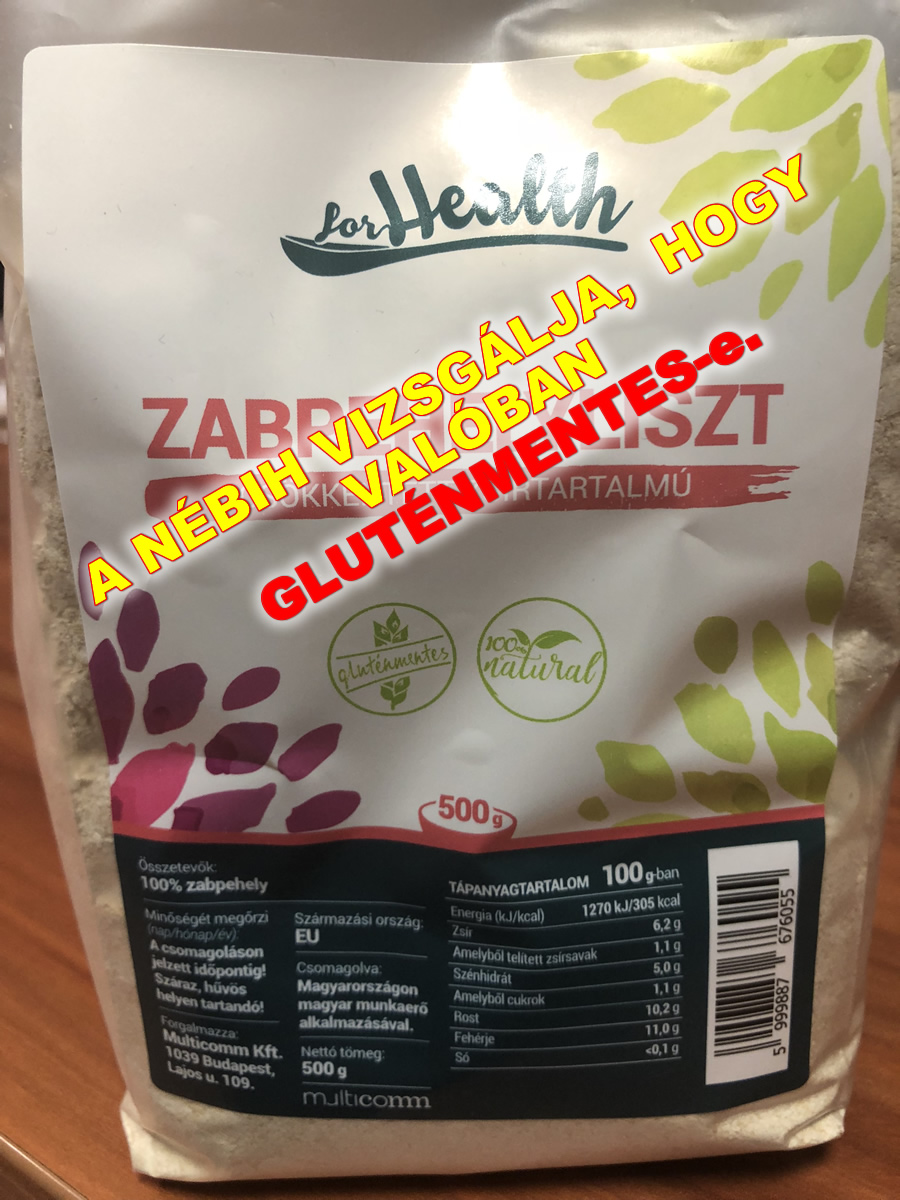 for Health
A NÉBIH VIZSGÁLJA, HOGY
VALÓBAN
GLUTÉNMENTES-e.
gluténmentes
100%
natural
500g
Összetevők:
100% zabpehely
Minőségét megőrzi
(nap/hónap/év):
A csomagoláson
jelzett időpontig!
Száraz, hűvös
helyen tartandó!
Forgalmazza:
Multicomm Kft.
1039 Budapest,
Lajos u. 109.
Származási ország:
EU
Csomagolva:
Magyarországon
magyar munkaerő
alkalmazásával.
Nettó tömeg:
500 g
multicomm
TÁPANYAGTARTALOM 100 g-ban
Energia (kJ/kcal) 1270 kJ/305 kcal
Zsír 6,2 g
Amelyből telített zsírsavak 1,1 g
Szénhidrát 5,0 g
Amelyből cukrok 1,1 g
Rost 10,2 g
Fehérje 11,0 g
Só <0,1 g
5 999887 676055